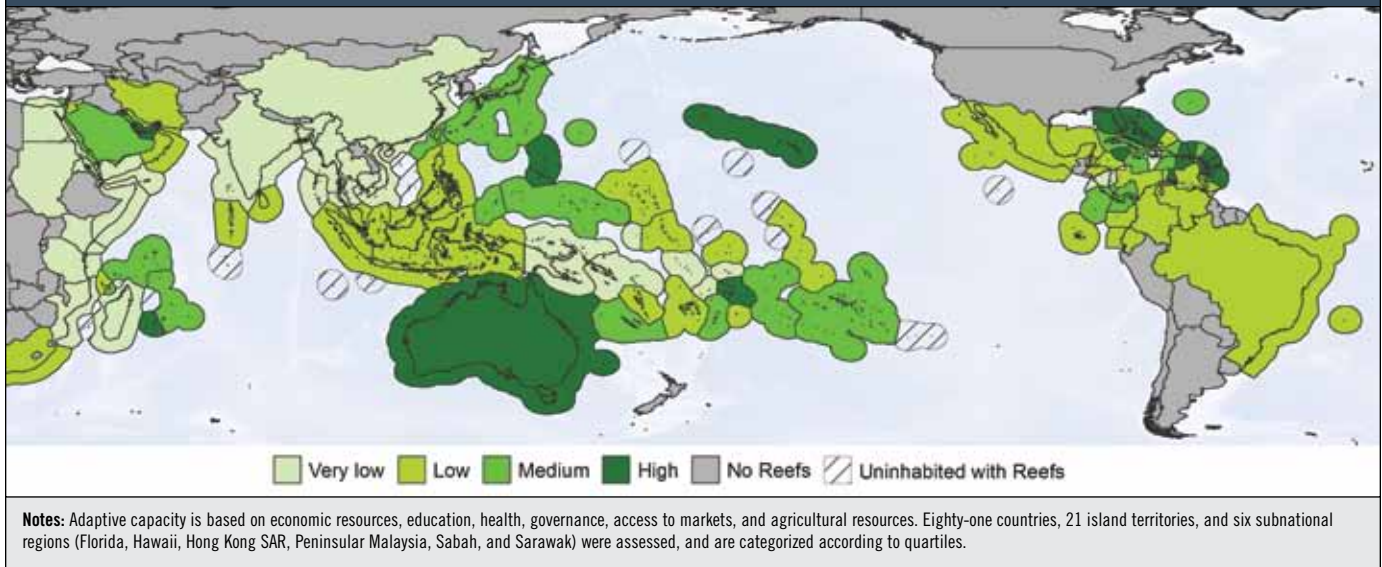 Very low Low Medium High No Reefs Uninhabited with Reefs
Notes: Adaptive capacity is based on economic resources, education, health, governance, access to markets, and agricultural resources. Eighty-one countries, 21 island territories, and six subnational
regions (Florida, Hawaii, Hong Kong SAR, Peninsular Malaysia, Sabah, and Sarawak) were assessed, and are categorized according to quartiles.